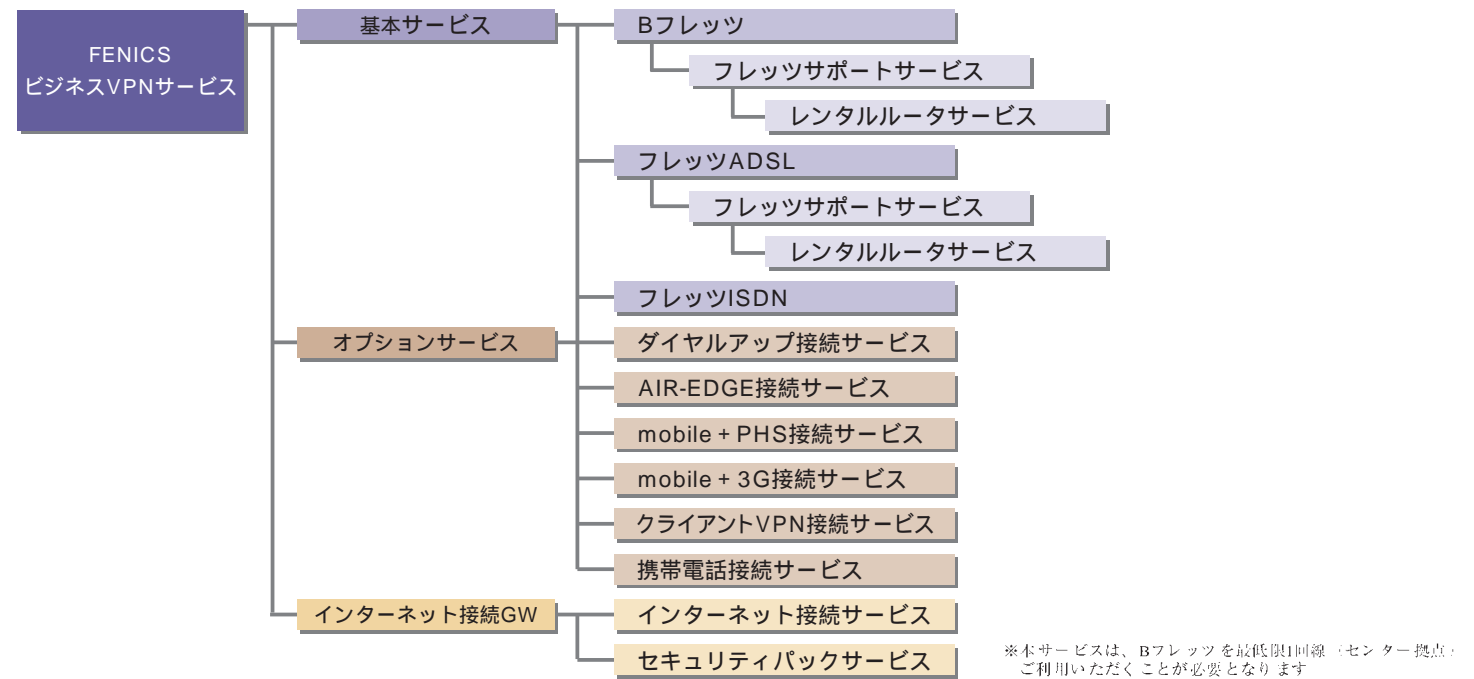 FENICS
ビジネスVPNサービス
基本サービス
Bフレッツ
フレッツサポートサービス
レンタルルータサービス
フレッツADSL
フレッツサポートサービス
レンタルルータサービス
フレッツISDN
オプションサービス
ダイヤルアップ接続サービス
AIR-EDGE接続サービス
mobile + PHS接続サービス
mobile + 3G接続サービス
クライアントVPN接続サービス
携帯電話接続サービス
インターネット接続GW
インターネット接続サービス
セキュリティパックサービス
※本サービスは、Bフレッツを最低限1回線(センター拠点)
ご利用いただくことが必要となります